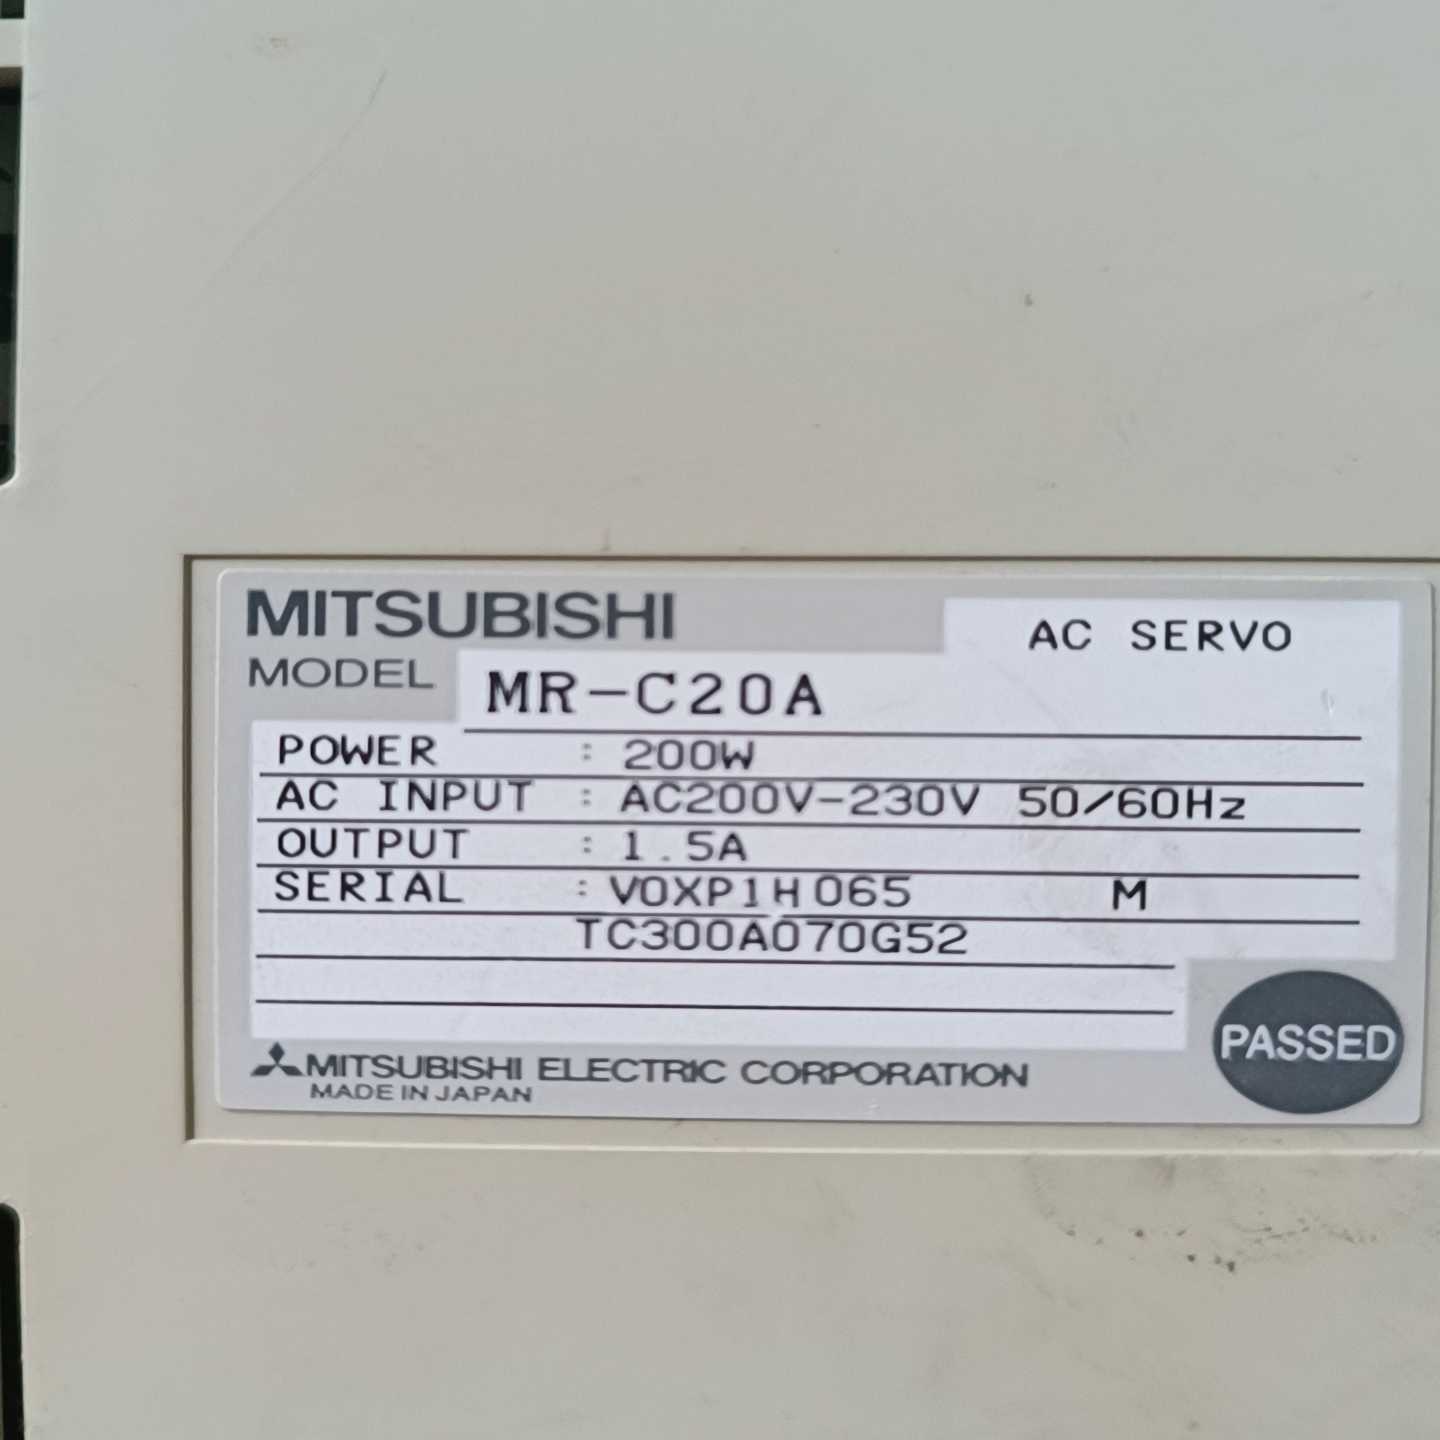 MITSUBISHI
AC SERVO
MODEL MR-C20A
POWER : 200W
AC INPUT : AC200V-230V 50/60Hz
OUTPUT : 1.5A
SERIAL : V0XP1H065 M
TC300A070G52
PASSED
MITSUBISHI ELECTRIC CORPORATION
MADE IN JAPAN